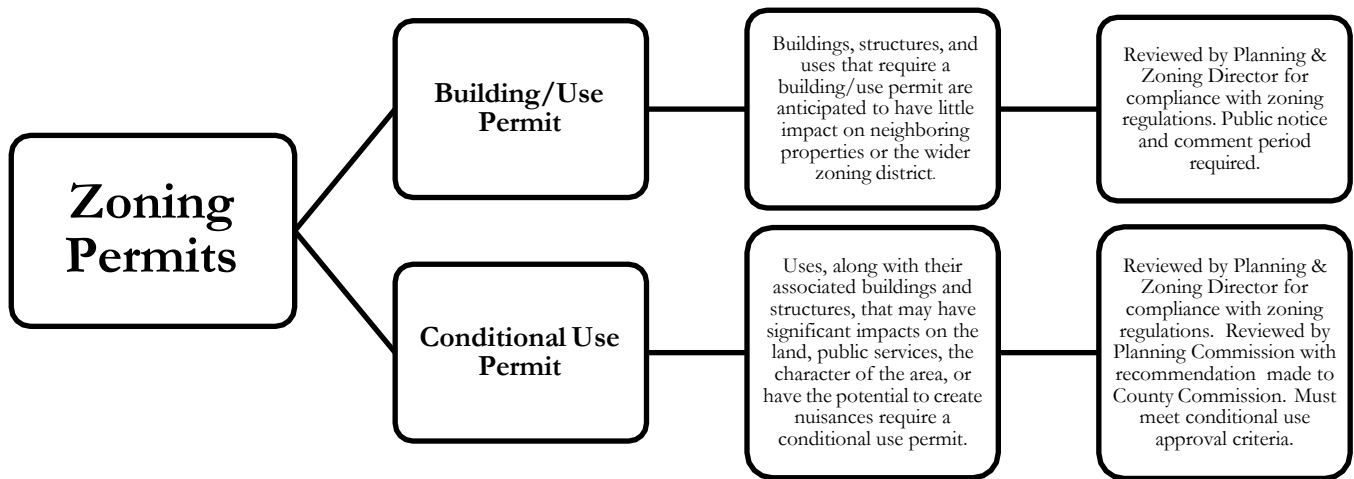 Zoning
Permits
Building/Use
Permit
Buildings, structures, and
uses that require a
building/use permit are
anticipated to have little
impact on neighboring
properties or the wider
zoning district.
Reviewed by Planning &
Zoning Director for
compliance with zoning
regulations. Public notice
and comment period
required.
Conditional Use
Permit
Uses, along with their
associated buildings and
structures, that may have
significant impacts on the
land, public services, the
character of the area, or
have the potential to create
nuisances require a
conditional use permit.
Reviewed by Planning &
Zoning Director for
compliance with zoning
regulations. Reviewed by
Planning Commission with
recommendation made to
County Commission. Must
meet conditional use
approval criteria.